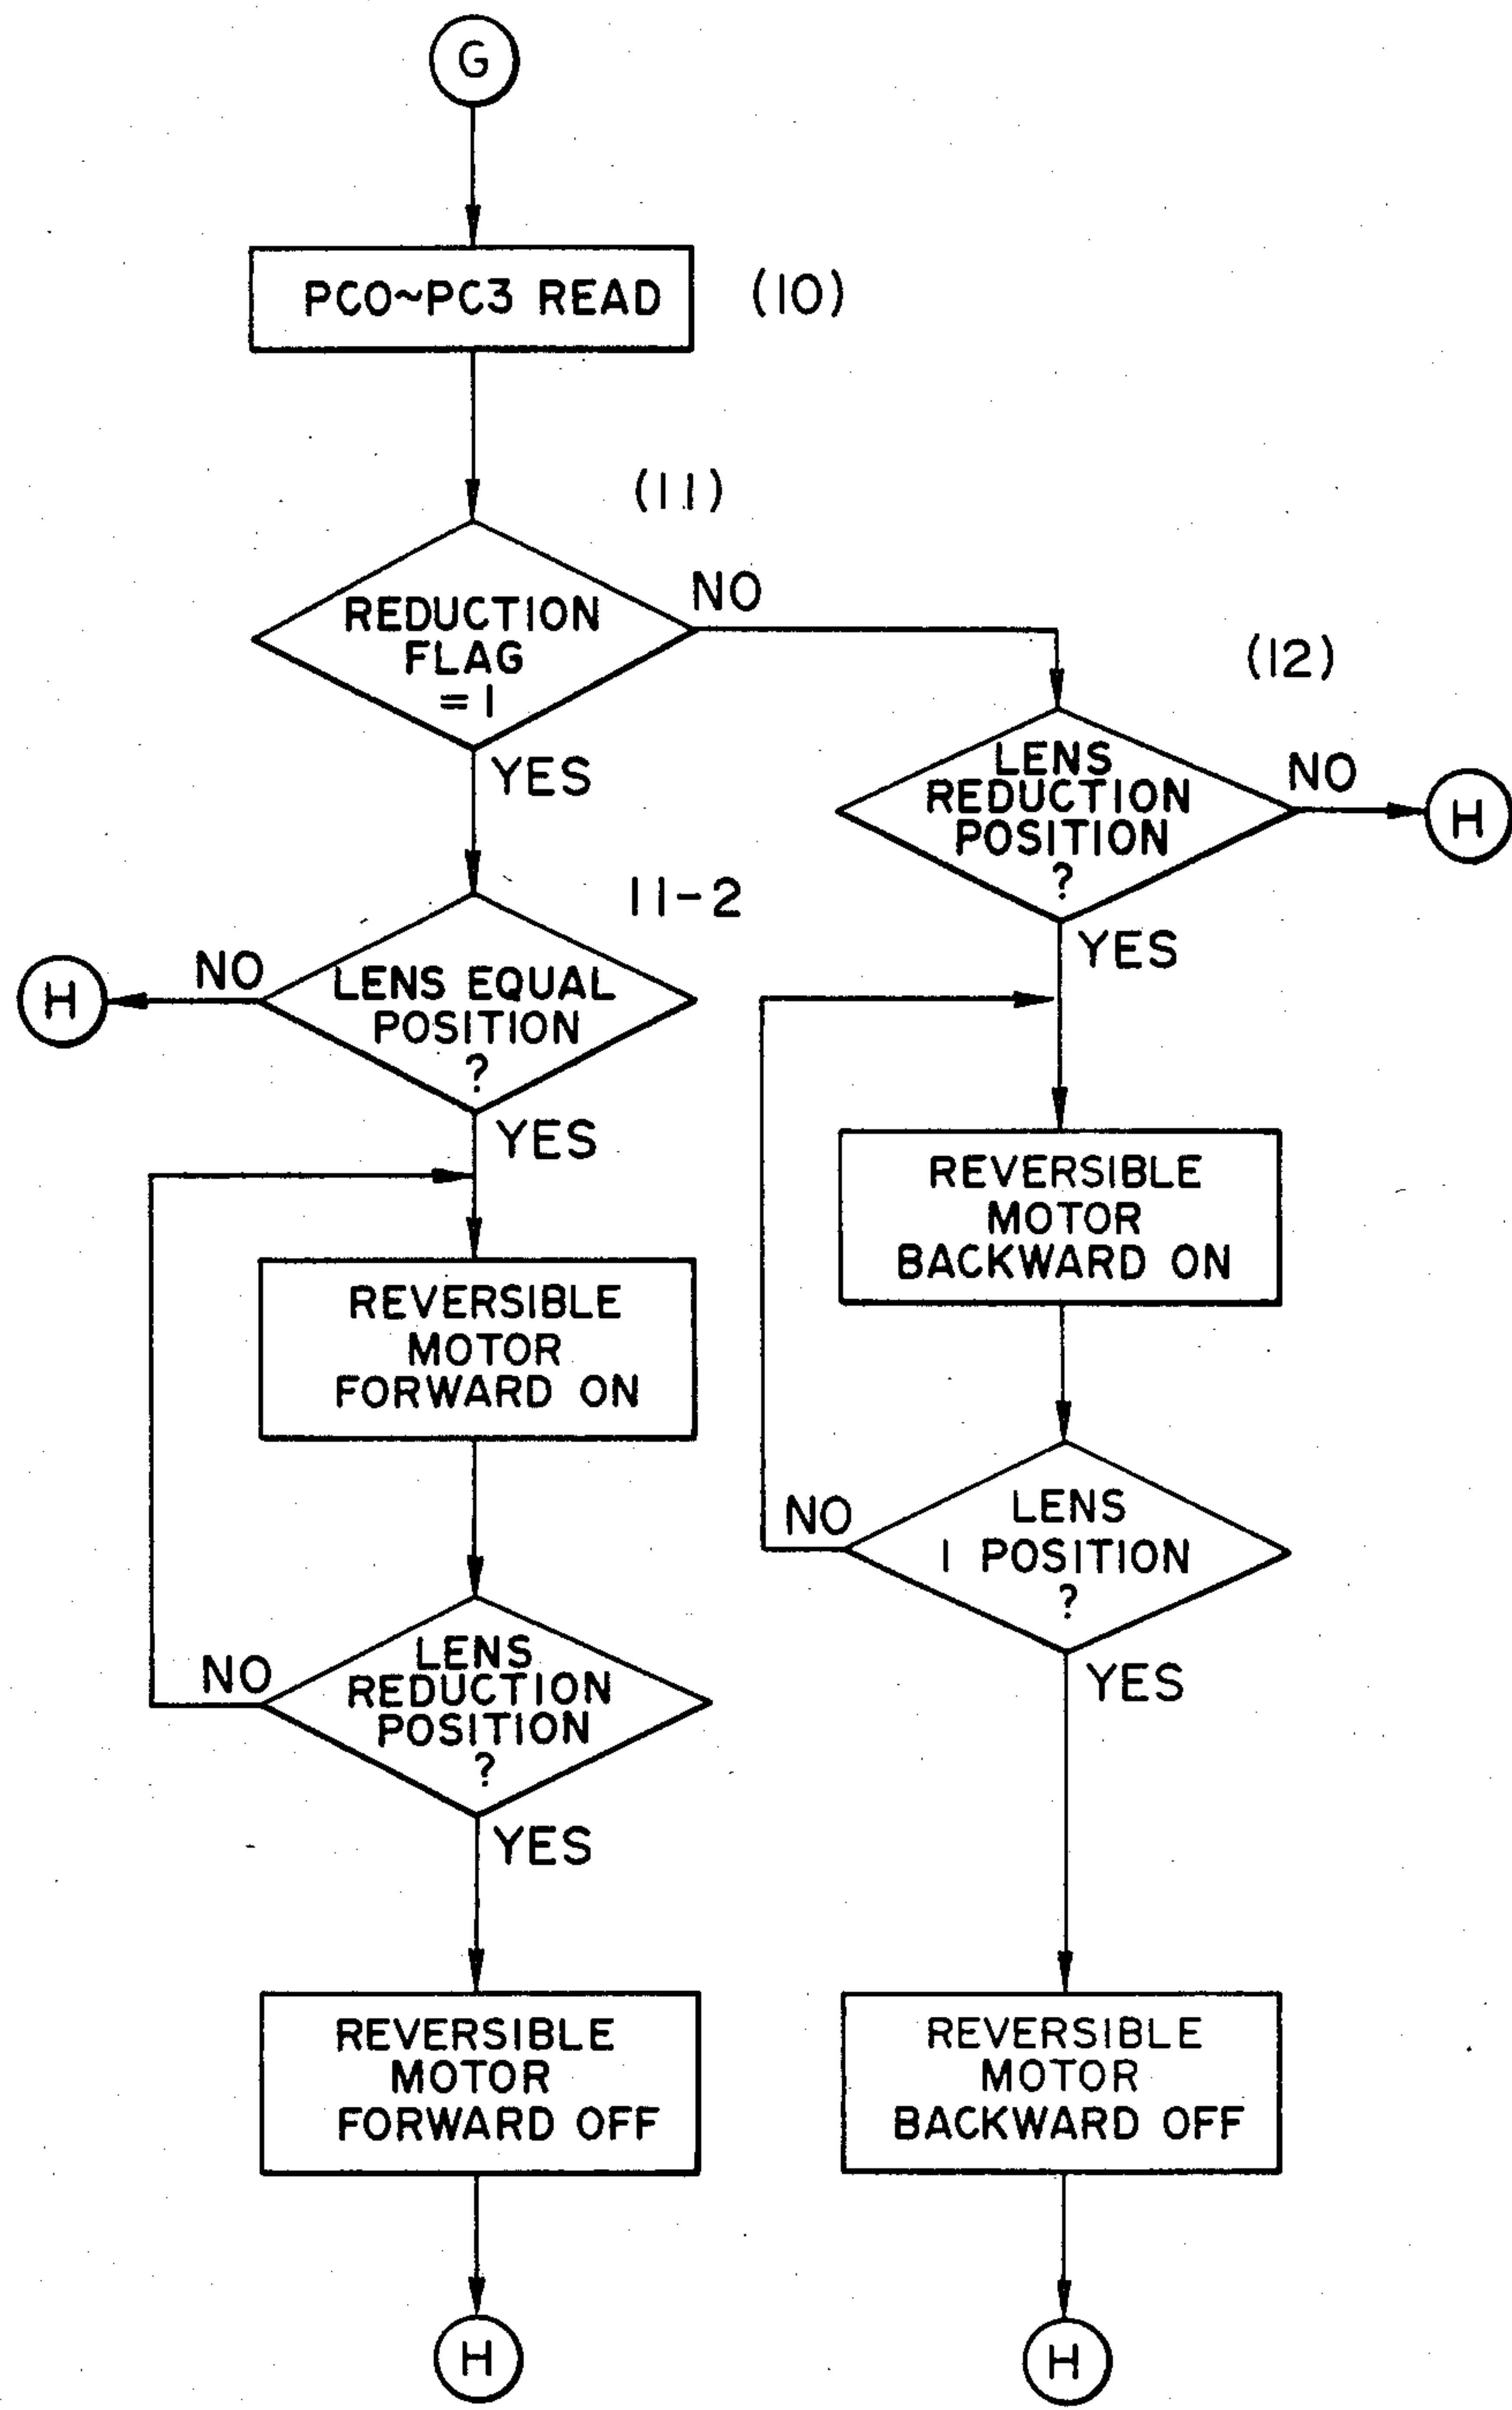 G
PC0~PC3 READ
(10)
(11)
REDUCTION
FLAG
=1
NO
YES
(12)
LENS
REDUCTION
POSITION
?
NO
H
YES
11-2
LENS EQUAL
POSITION
?
NO
H
YES
REVERSIBLE
MOTOR
BACKWARD ON
REVERSIBLE
MOTOR
FORWARD ON
LENS
1 POSITION
?
NO
YES
LENS
REDUCTION
POSITION
?
NO
YES
REVERSIBLE
MOTOR
FORWARD OFF
REVERSIBLE
MOTOR
BACKWARD OFF
H
H